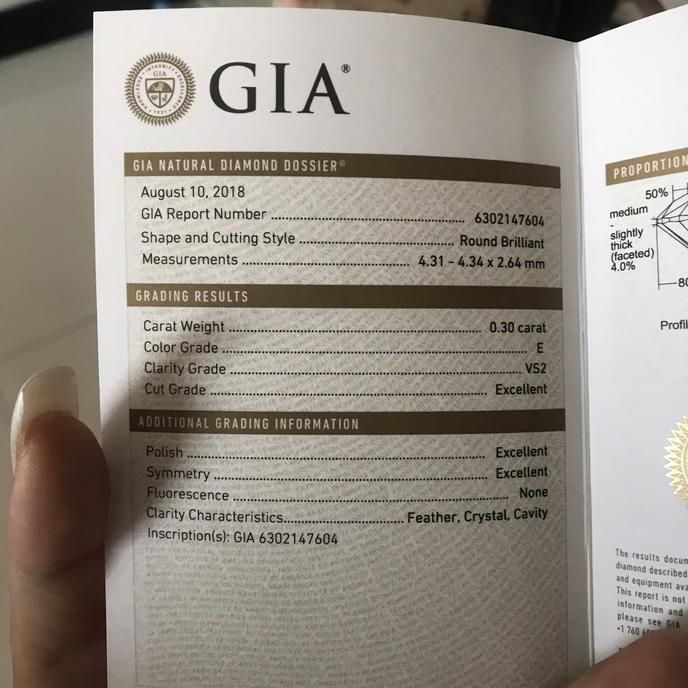 GIA®
GIA NATURAL DIAMOND DOSSIER®
August 10, 2018
GIA Report Number ........ 6302147604
Shape and Cutting Style ........ Round Brilliant
Measurements ........ 4.31 - 4.34 x 2.64 mm
GRADING RESULTS
Carat Weight ........ 0.30 carat
Color Grade ........ E
Clarity Grade ........ VS2
Cut Grade ........ Excellent
ADDITIONAL GRADING INFORMATION
Polish ........ Excellent
Symmetry ........ Excellent
Fluorescence ........ None
Clarity Characteristics ........ Feather, Crystal, Cavity
Inscription(s): GIA 6302147604
PROPORTION
50%
medium
-
slightly
thick
(faceted)
4.0%
80
Profil
The results docum
diamond described
and equipment ava
This report is not
information and
please see GIA
+1 760